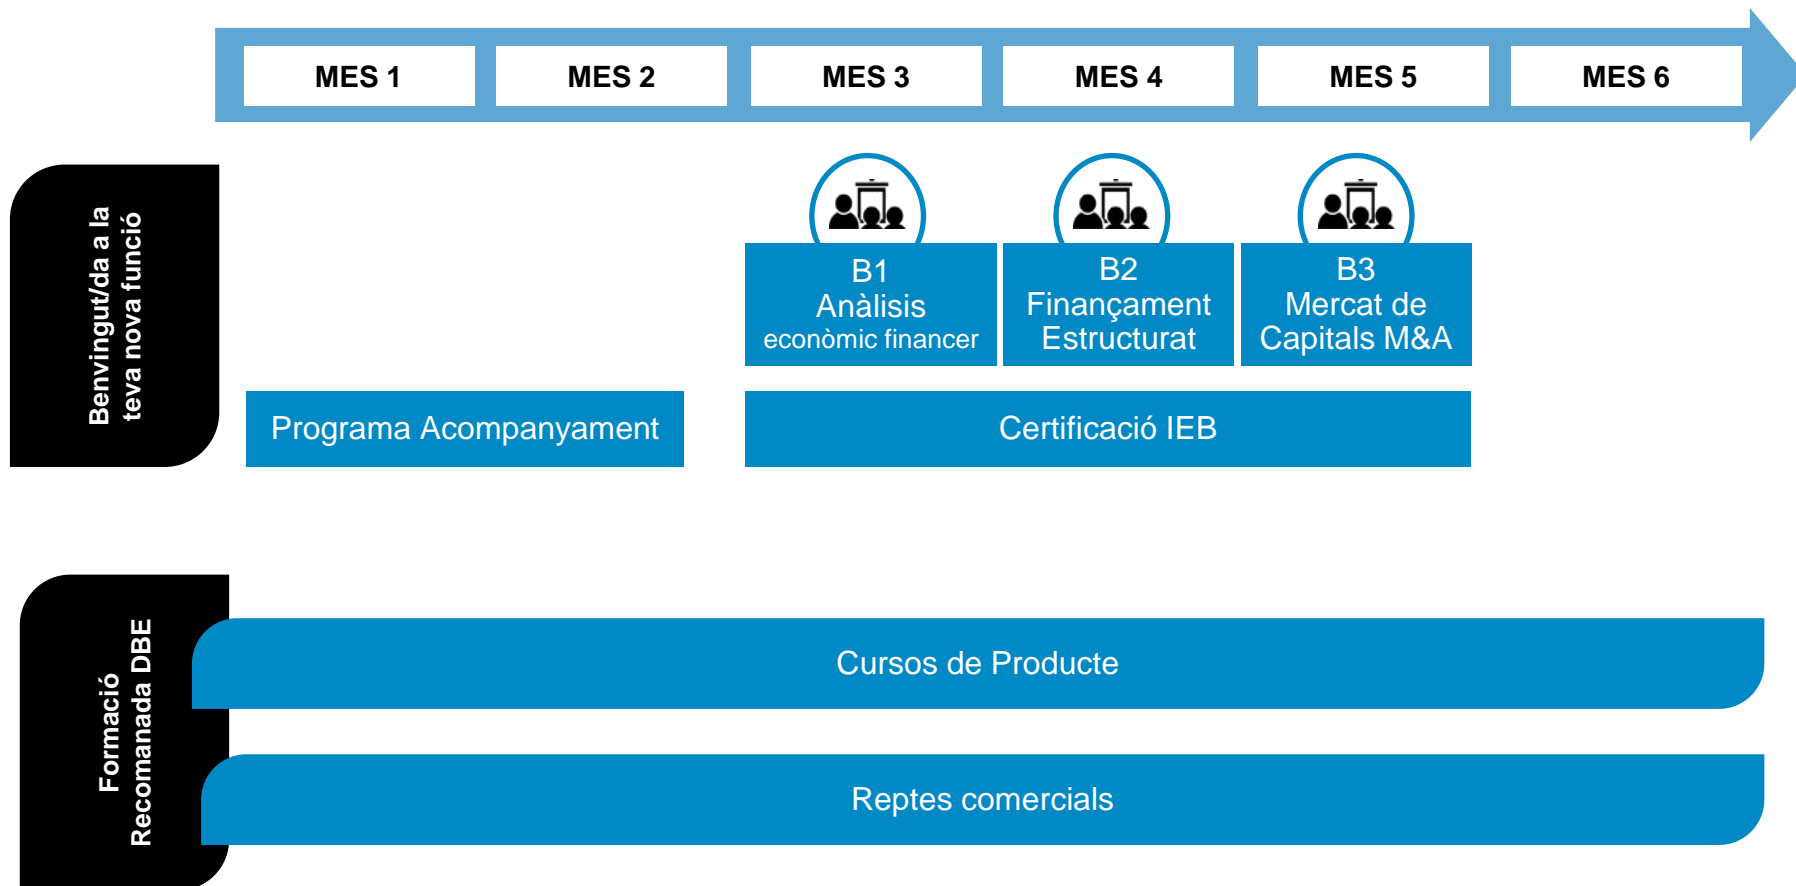 MES 1
MES 2
MES 3
MES 4
MES 5
MES 6
Benvingut/da a la
teva nova funció
B1
Anàlisis
econòmic financer
B2
Finançament
Estructurat
B3
Mercat de
Capitals M&A
Programa Acompanyament
Certificació IEB
Formació
Recomanada DBE
Cursos de Producte
Reptes comercials